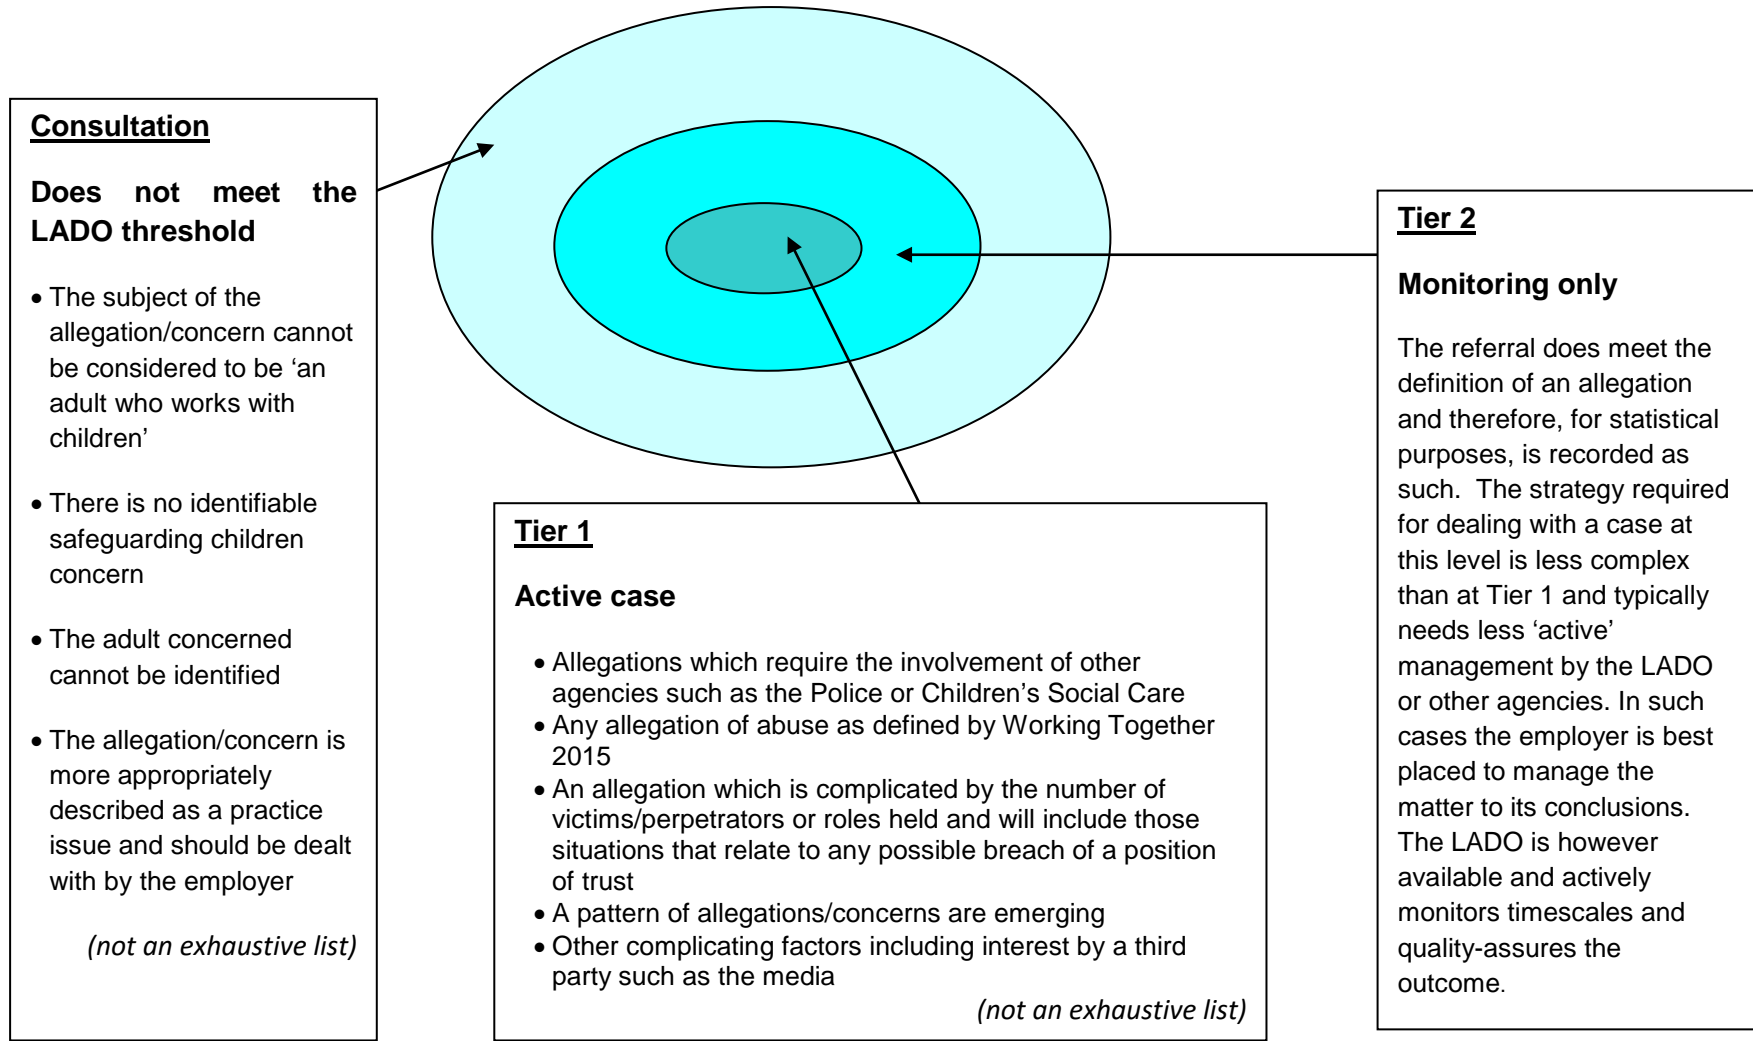 Consultation
Does not meet the
LADO threshold
• The subject of the
allegation/concern cannot
be considered to be ‘an
adult who works with
children’
• There is no identifiable
safeguarding children
concern
• The adult concerned
cannot be identified
• The allegation/concern is
more appropriately
described as a practice
issue and should be dealt
with by the employer
(not an exhaustive list)
Tier 1
Active case
• Allegations which require the involvement of other
agencies such as the Police or Children’s Social Care
• Any allegation of abuse as defined by Working Together
2015
• An allegation which is complicated by the number of
victims/perpetrators or roles held and will include those
situations that relate to any possible breach of a position
of trust
• A pattern of allegations/concerns are emerging
• Other complicating factors including interest by a third
party such as the media
(not an exhaustive list)
Tier 2
Monitoring only
The referral does meet the
definition of an allegation
and therefore, for statistical
purposes, is recorded as
such.  The strategy required
for dealing with a case at
this level is less complex
than at Tier 1 and typically
needs less ‘active’
management by the LADO
or other agencies. In such
cases the employer is best
placed to manage the
matter to its conclusions.
The LADO is however
available and actively
monitors timescales and
quality-assures the
outcome.